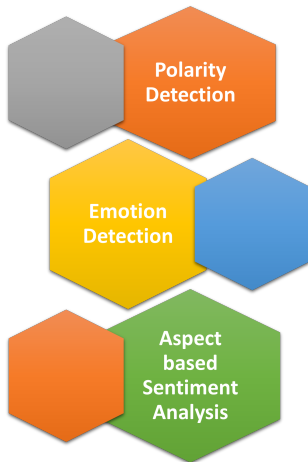 Polarity
Detection
Emotion
Detection
Aspect
based
Sentiment
Analysis